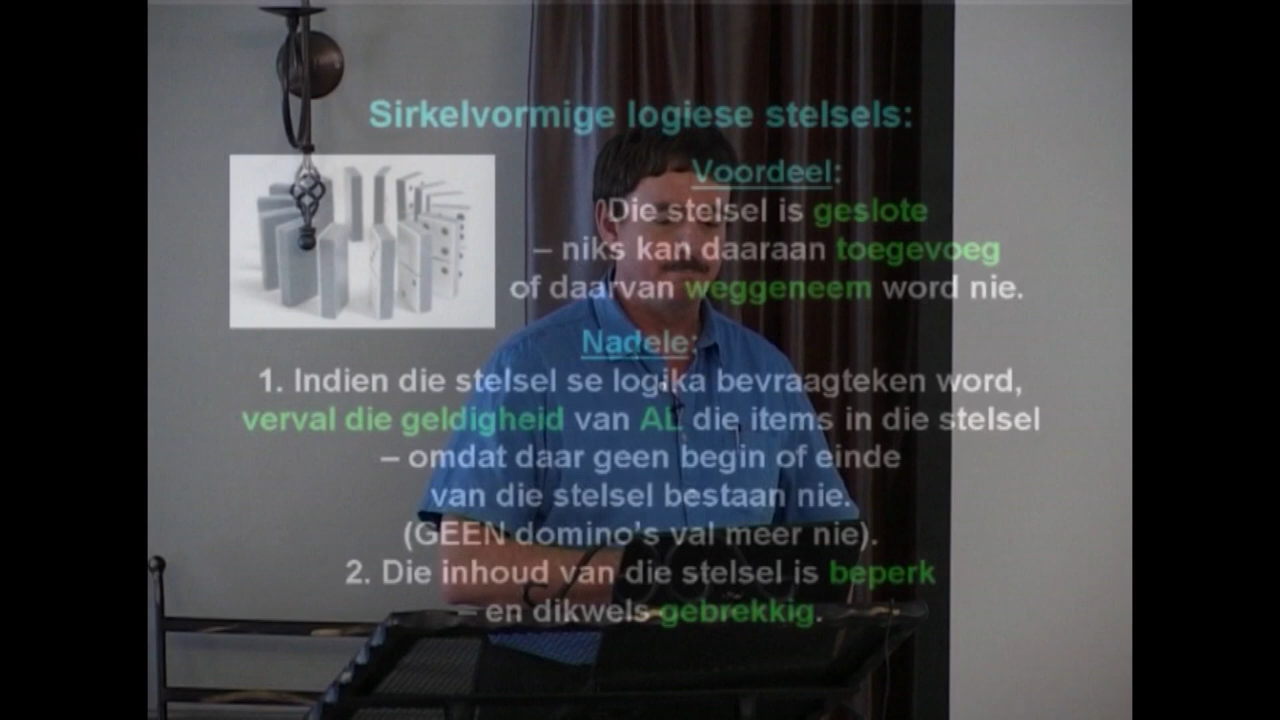 Sirkelvormige logiese stelsels:
Voordeel:
Die stelsel is geslote
– niks kan daaraan toegevoeg
of daarvan weggeneem word nie.
Nadele:
1. Indien die stelsel se logika bevraagteken word,
verval die geldigheid van AL die items in die stelsel
– omdat daar geen begin of einde
van die stelsel bestaan nie.
(GEEN domino's val meer nie).
2. Die inhoud van die stelsel is beperk
– en dikwels gebrekkig.